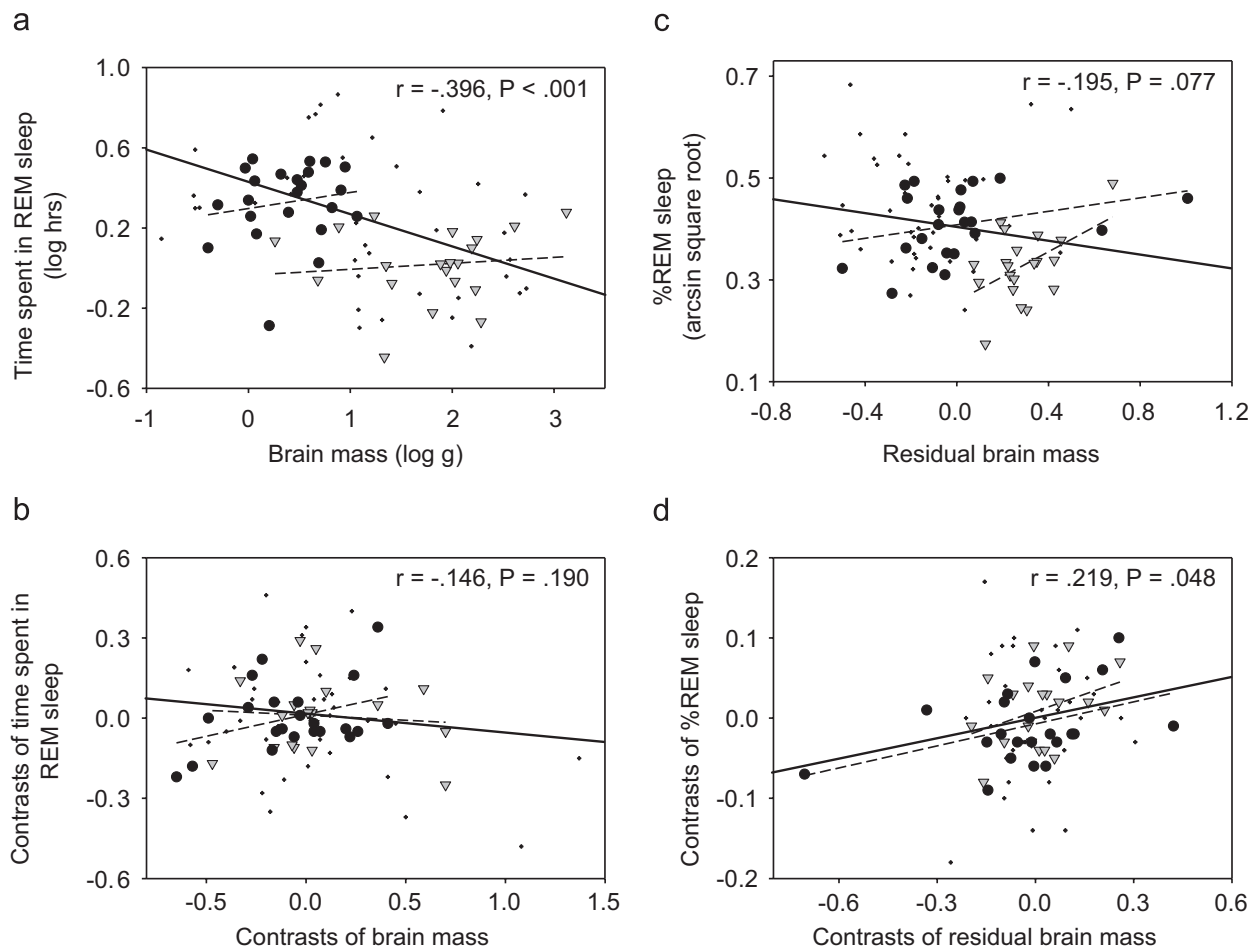 a
r = -.396, P < .001
1.0
0.6
0.2
-0.2
-0.6
-1
0
1
2
3
Time spent in REM sleep
(log hrs)
Brain mass (log g)
c
r = -.195, P = .077
0.7
0.5
0.3
0.1
-0.8
-0.4
0.0
0.4
0.8
1.2
%REM sleep
(arcsin square root)
Residual brain mass
b
r = -.146, P = .190
0.6
0.3
0.0
-0.3
-0.6
-0.5
0.0
0.5
1.0
1.5
Contrasts of time spent in
REM sleep
Contrasts of brain mass
d
r = .219, P = .048
0.2
0.1
0.0
-0.1
-0.2
-0.6
-0.3
0.0
0.3
0.6
Contrasts of %REM sleep
Contrasts of residual brain mass